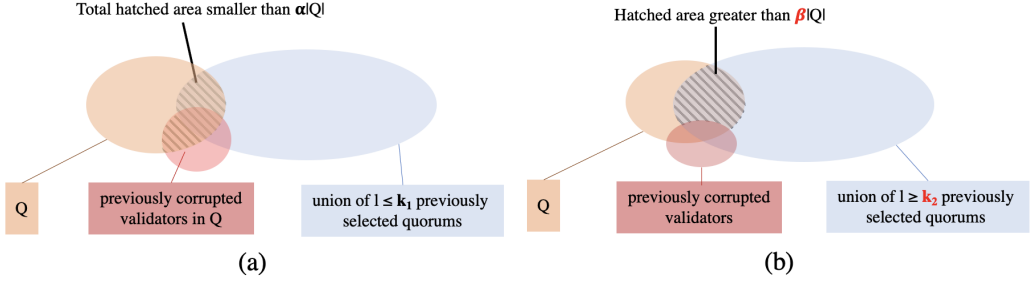 Total hatched area smaller than α|Q|
Q
previously corrupted
validators in Q
union of l ≤ k₁ previously
selected quorums
(a)
Hatched area greater than β|Q|
Q
previously corrupted
validators
union of l ≥ k₂ previously
selected quorums
(b)